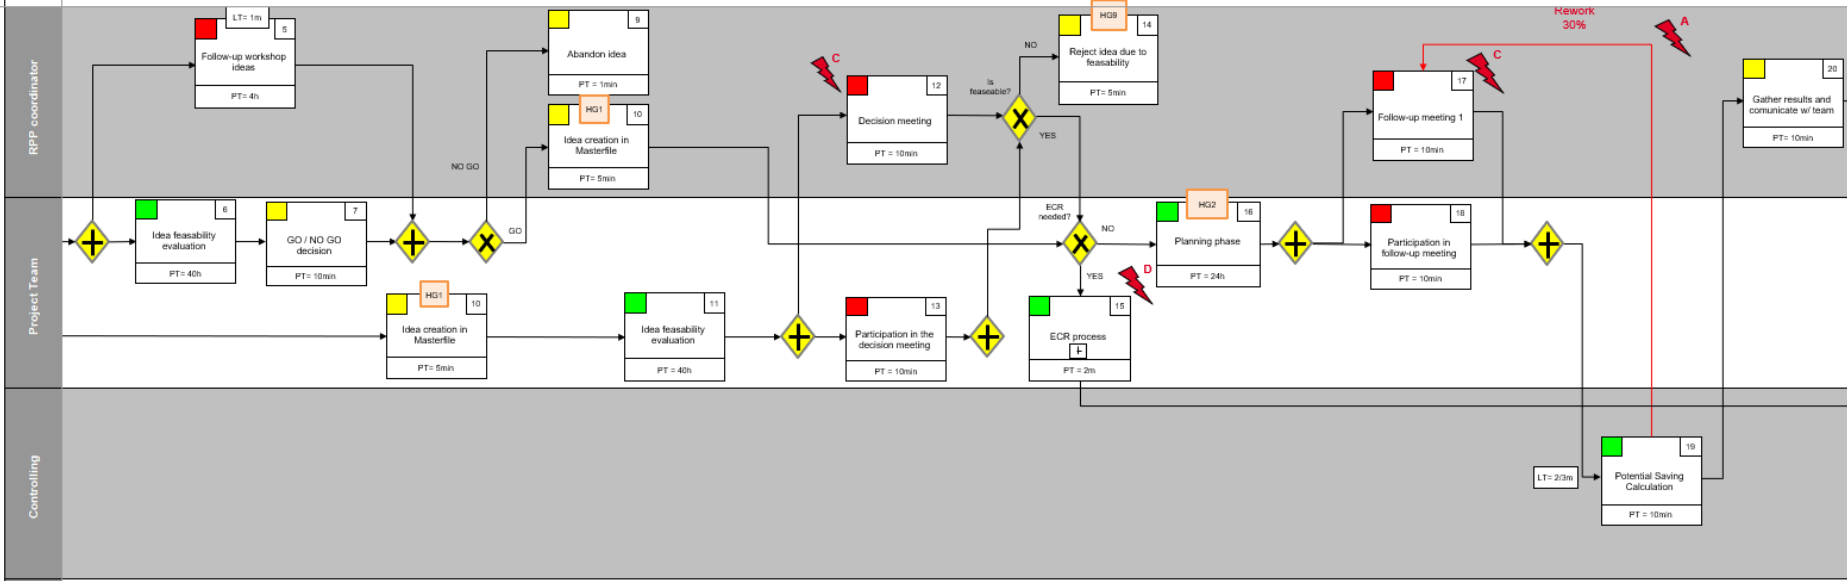 RPP coordinator
LT= 1m
5
Follow-up workshop
ideas
PT= 4h
9
Abandon idea
PT = 1min
HG1
10
Idea creation in
Masterfile
PT= 5min
NO GO
GO
C
12
Decision meeting
PT = 10min
Is
feaseable?
NO
YES
HG9
14
Reject idea due to
feasability
PT= 5min
Rework
30%
A
C
17
Follow-up meeting 1
PT = 10min
20
Gather results and
comunicate w/ team
PT= 10min
Project Team
6
Idea feasability
evaluation
PT= 40h
7
GO / NO GO
decision
PT= 10min
HG1
10
Idea creation in
Masterfile
PT= 5min
11
Idea feasability
evaluation
PT = 40h
13
Participation in the
decision meeting
PT = 10min
ECR
needed?
NO
YES
D
15
ECR process
PT = 2m
HG2
16
Planning phase
PT = 24h
18
Participation in
follow-up meeting
PT = 10min
Controlling
LT= 2/3m
19
Potential Saving
Calculation
PT = 10min